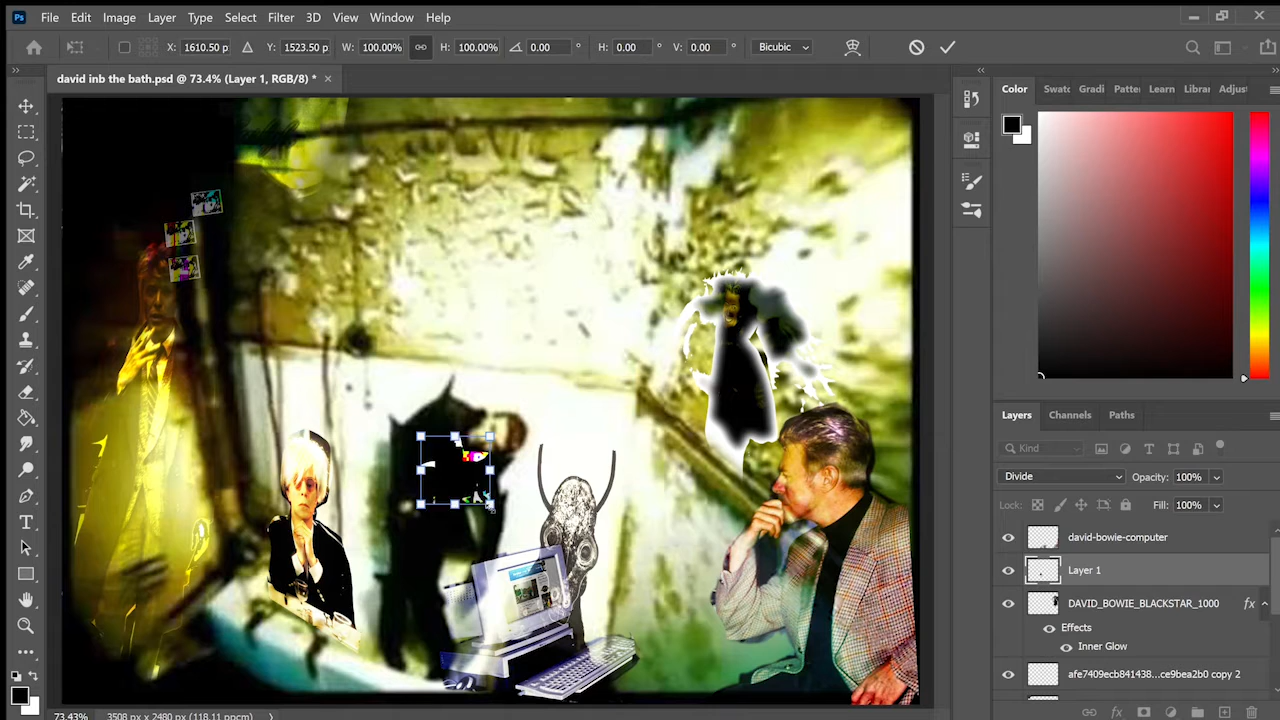 Ps File Edit Image Layer Type Select Filter 3D View Window Help
X: 1610.50 p Y: 1523.50 p W: 100.00% H: 100.00% 0.00 ° H: 0.00 ° V: 0.00 ° Bicubic
david inb the bath.psd @ 73.4% (Layer 1, RGB/8) * ×
Color Swatc Gradi Patte Learn Librar Adjus
Layers Channels Paths
Kind
Divide Opacity: 100%
Lock: Fill: 100%
david-bowie-computer
Layer 1
DAVID_BOWIE_BLACKSTAR_1000 fx
Effects
Inner Glow
afe7409ecb841438...ce9bea2b0 copy 2
73.43% 3508 px x 2480 px (118.11 ppcm)